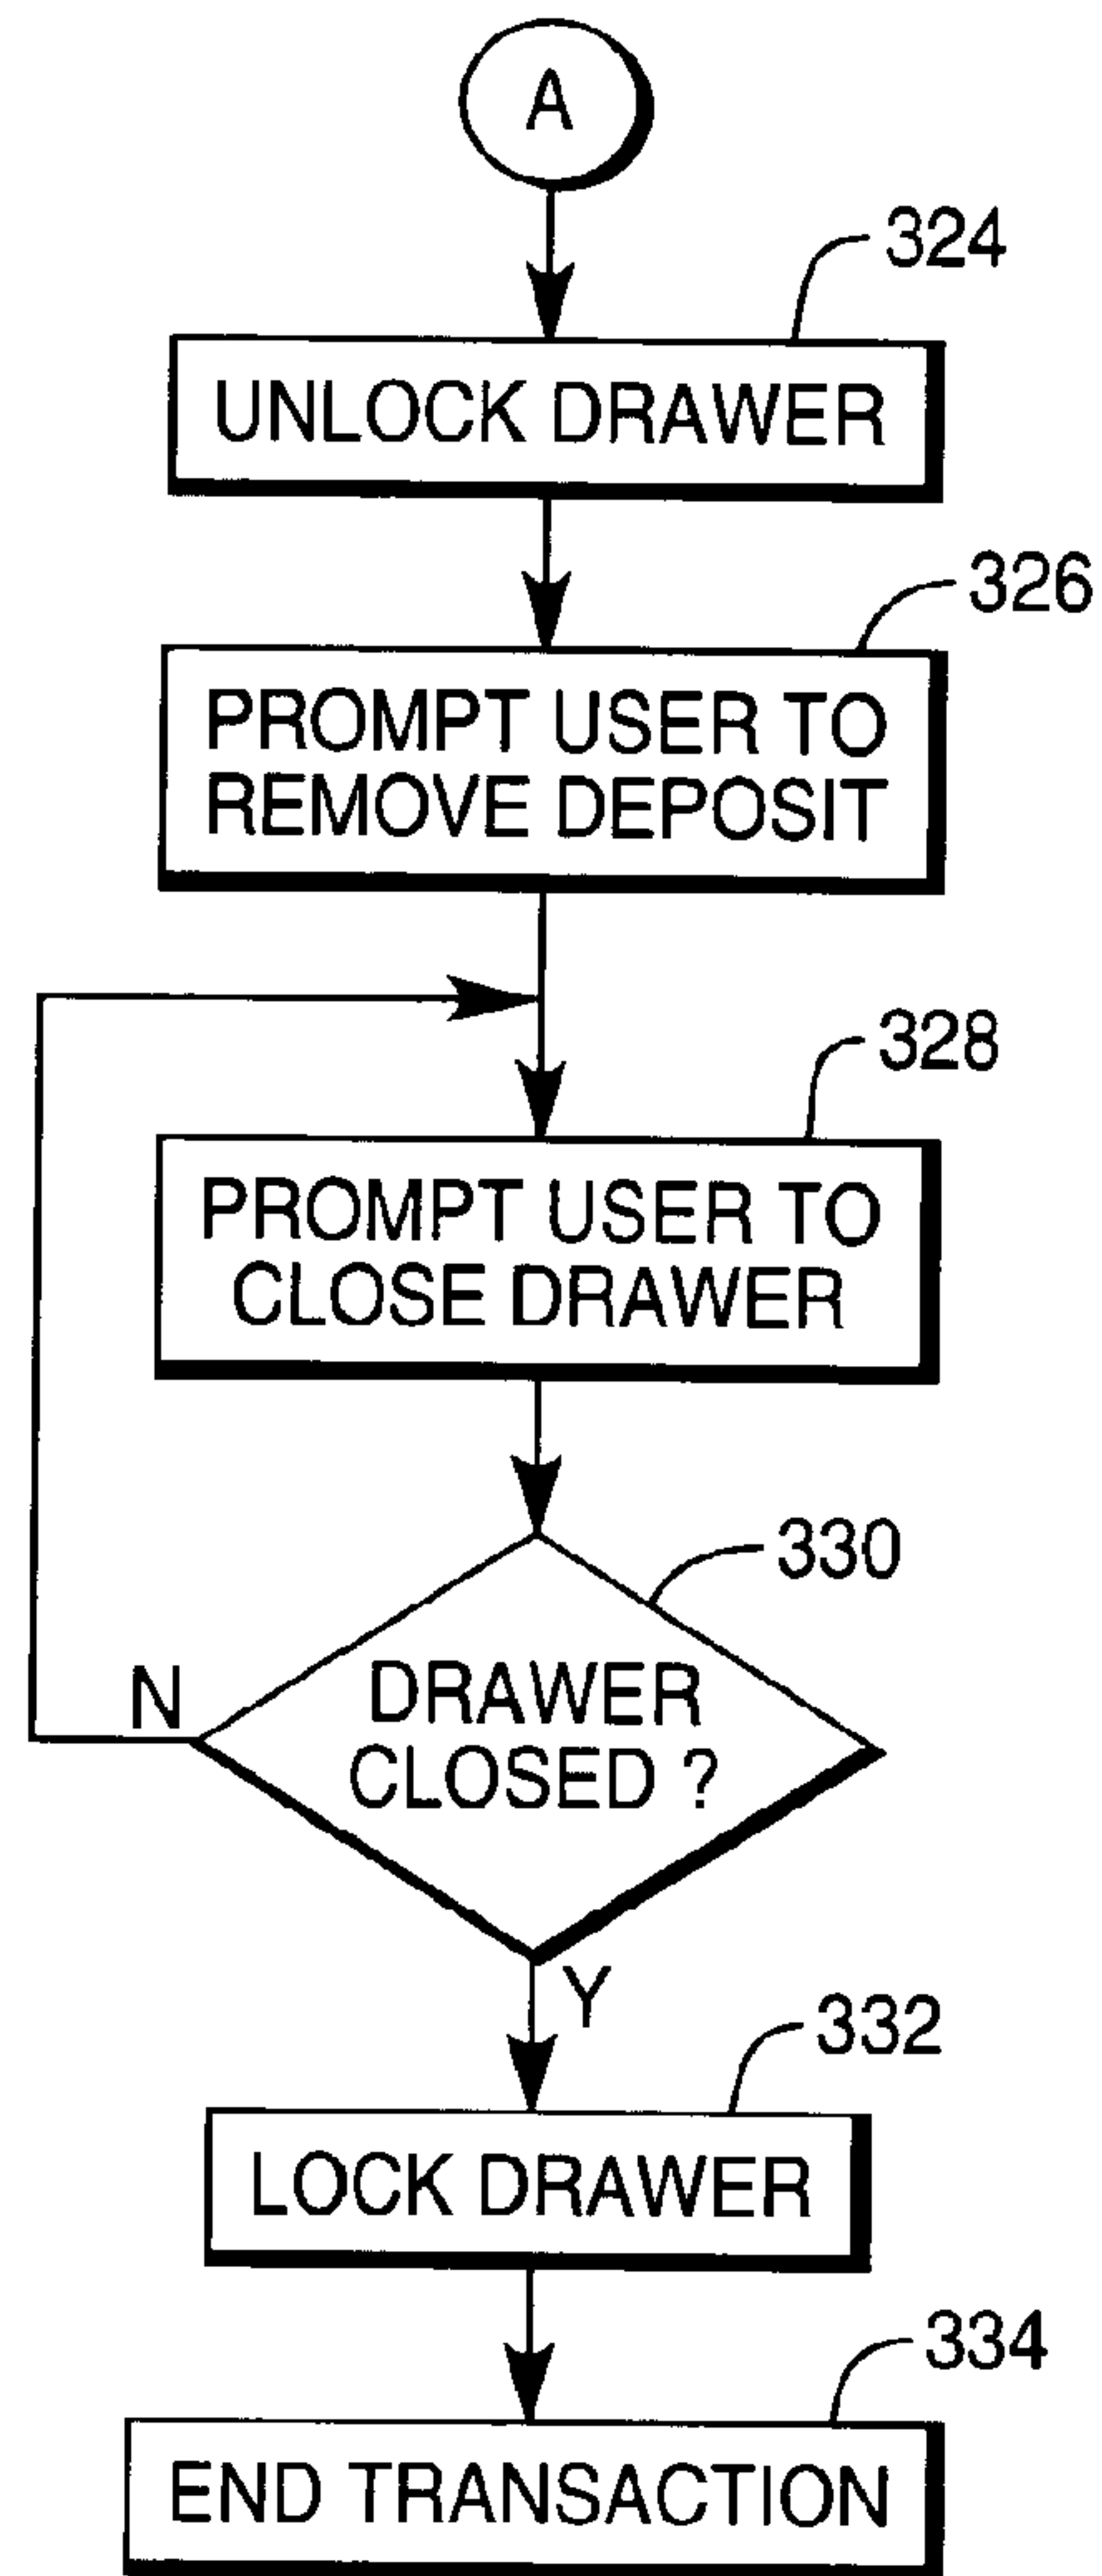 A
324
UNLOCK DRAWER
326
PROMPT USER TO
REMOVE DEPOSIT
328
PROMPT USER TO
CLOSE DRAWER
330
DRAWER
CLOSED ?
N
Y
332
LOCK DRAWER
334
END TRANSACTION